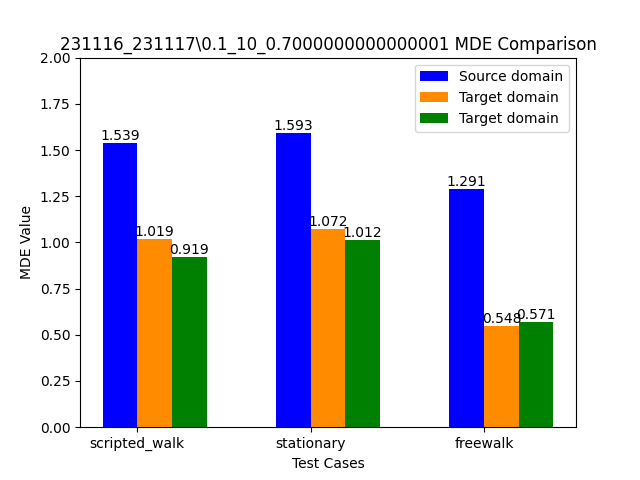 231116_231117\0.1_10_0.7000000000000001 MDE Comparison
2.00
1.75
1.50
1.25
1.00
0.75
0.50
0.25
0.00
MDE Value
Source domain
Target domain
Target domain
1.539
1.019
0.919
1.593
1.072
1.012
1.291
0.548
0.571
scripted_walk
stationary
freewalk
Test Cases